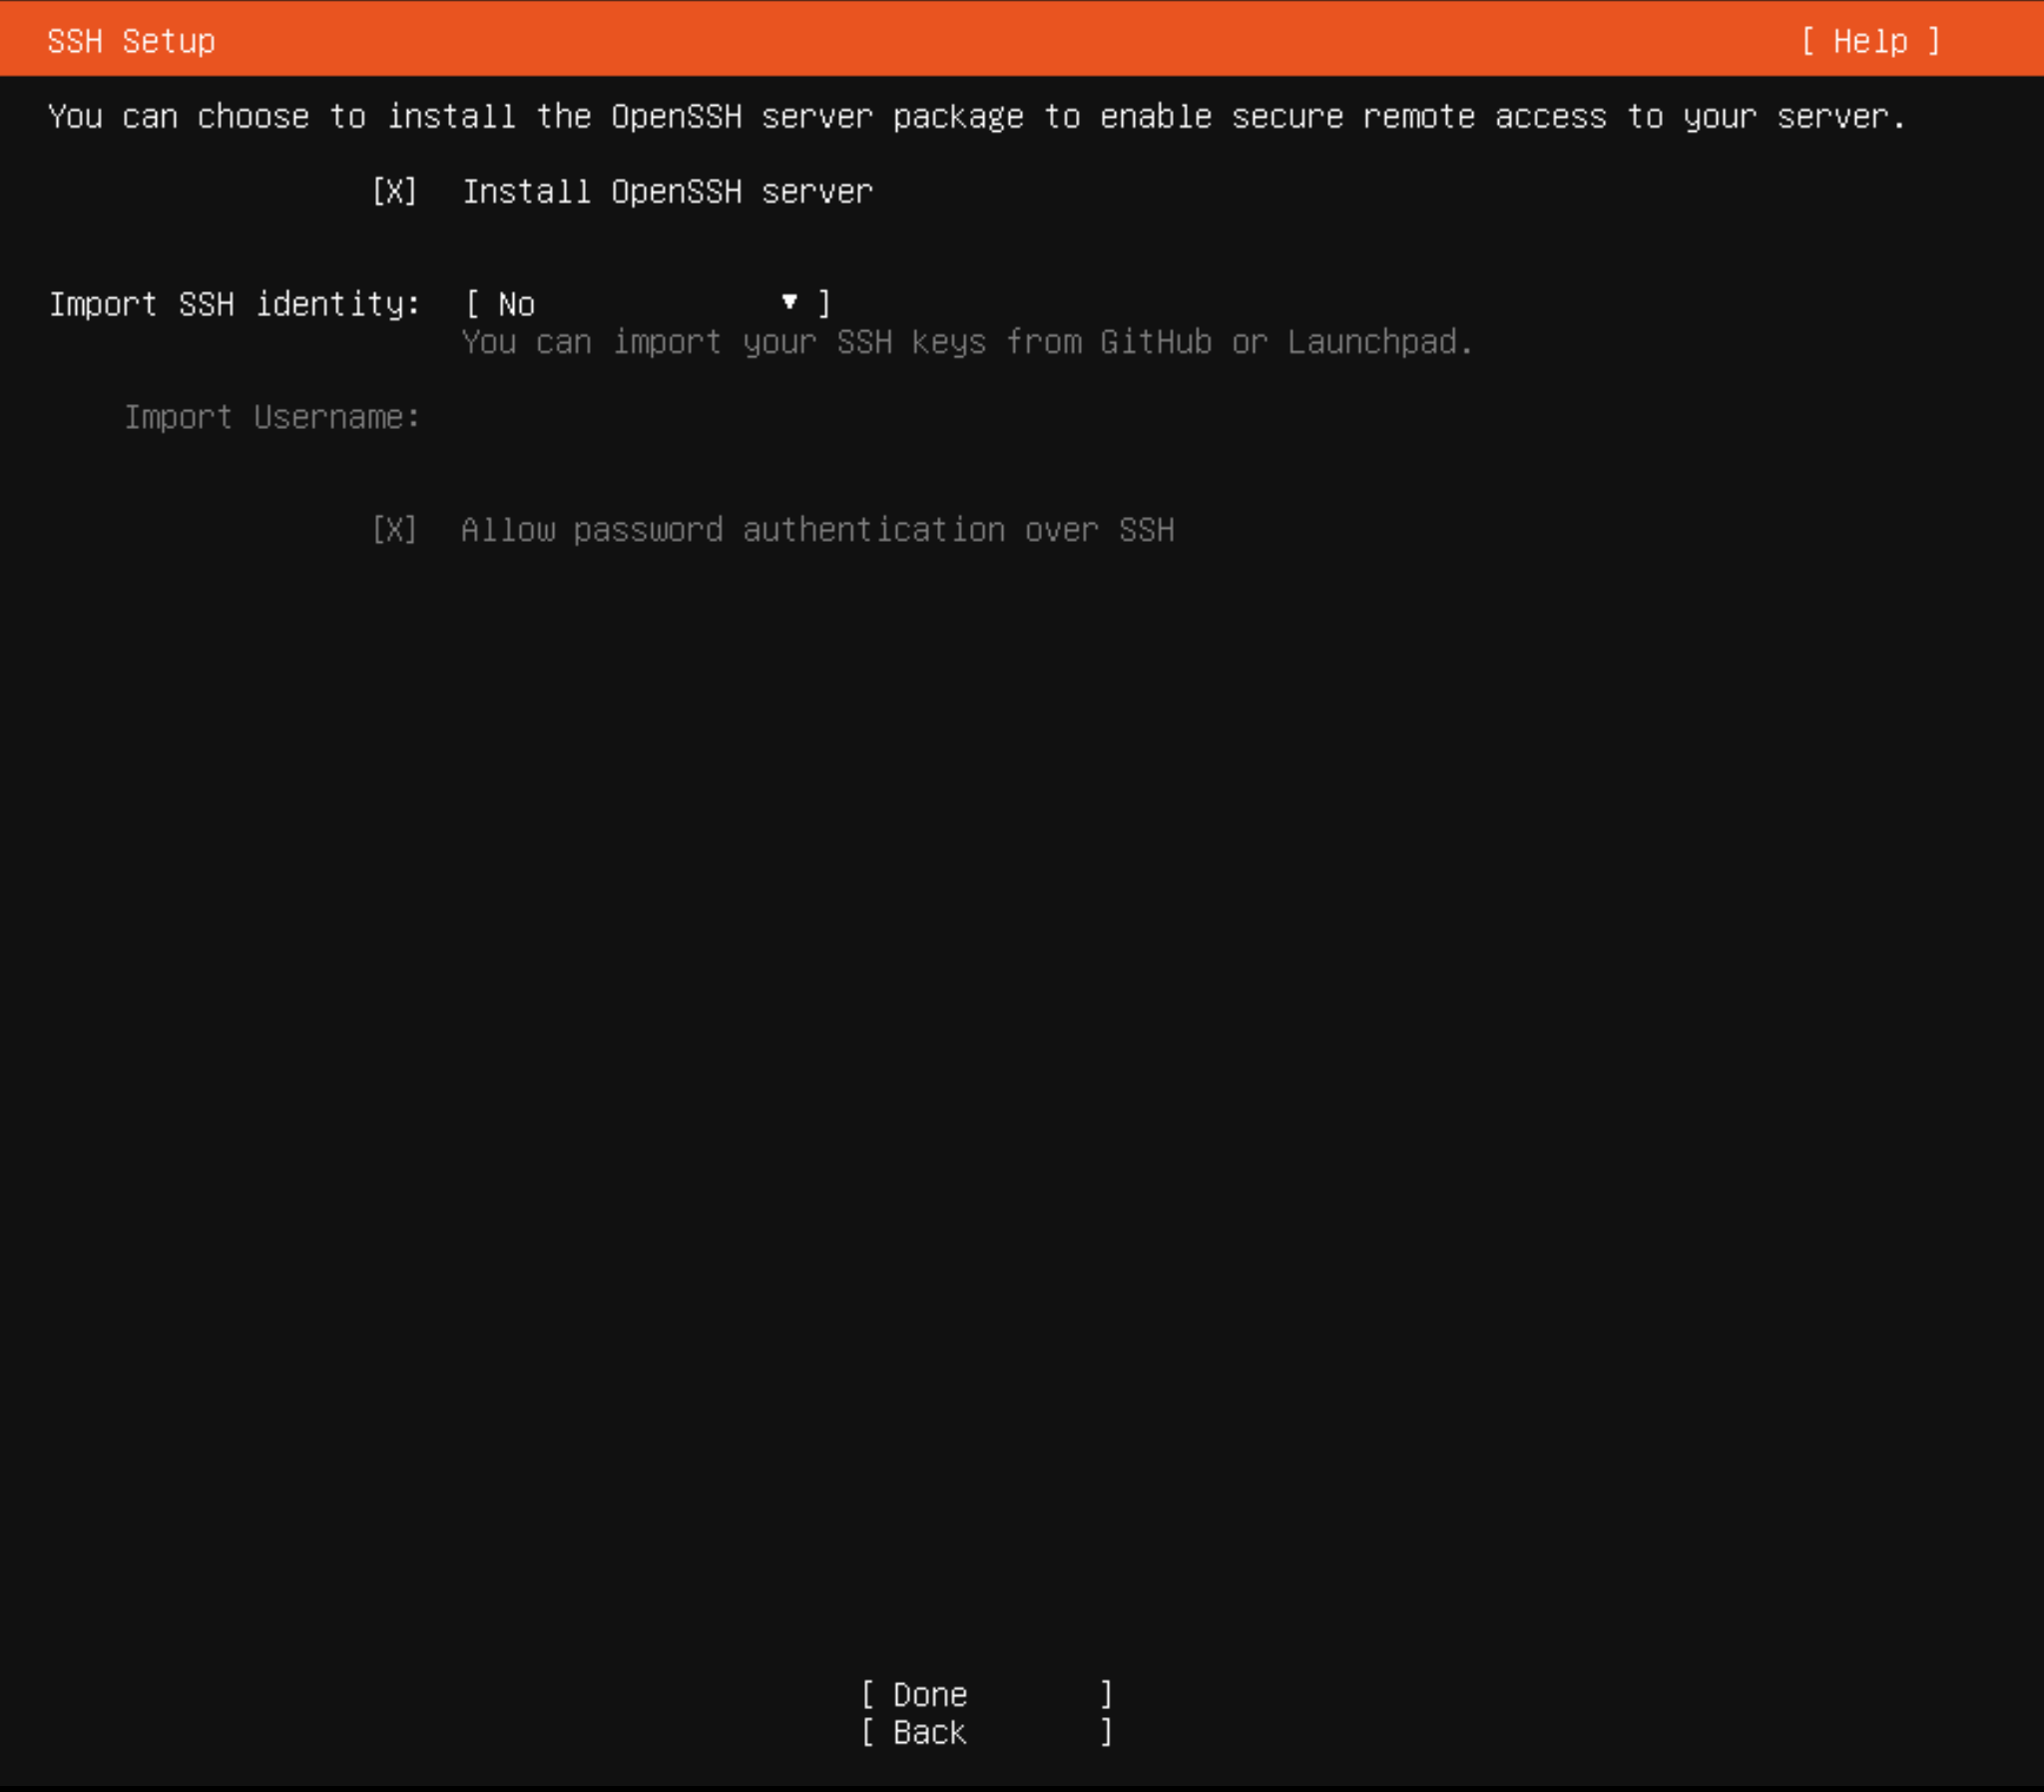 SSH Setup [ Help ]
You can choose to install the OpenSSH server package to enable secure remote access to your server.
[X] Install OpenSSH server
Import SSH identity: [ No ▼ ]
You can import your SSH keys from GitHub or Launchpad.
Import Username:
[X] Allow password authentication over SSH
[ Done ]
[ Back ]